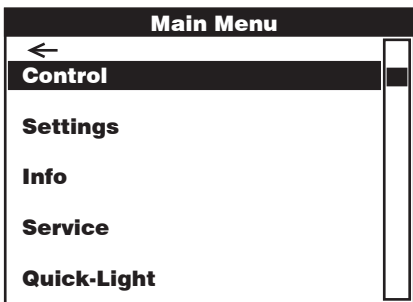 Main Menu
←
Control
Settings
Info
Service
Quick-Light